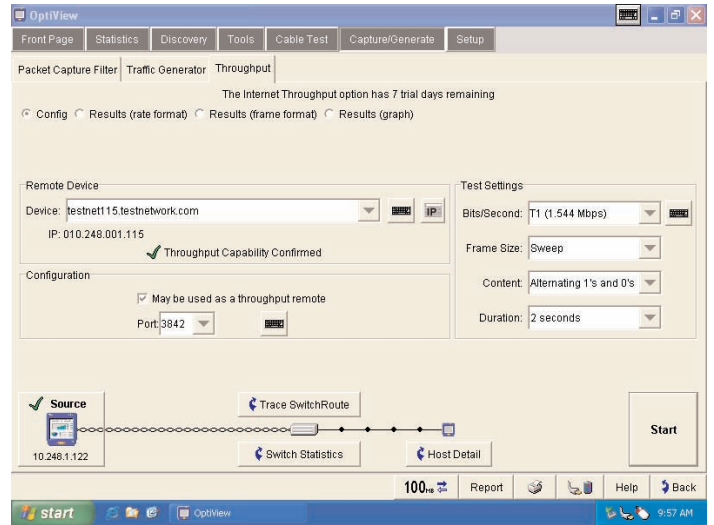 OptiView
Front Page Statistics Discovery Tools Cable Test Capture/Generate Setup
Packet Capture Filter Traffic Generator Throughput
The Internet Throughput option has 7 trial days remaining
Config Results (rate format) Results (frame format) Results (graph)
Remote Device
Device: testnet115.testnetwork.com
IP
IP: 010.248.001.115
Throughput Capability Confirmed
Configuration
May be used as a throughput remote
Port: 3842
Test Settings
Bits/Second: T1 (1.544 Mbps)
Frame Size: Sweep
Content: Alternating 1's and 0's
Duration: 2 seconds
Source
10.248.1.122
Trace SwitchRoute
Switch Statistics
Host Detail
Start
100 HB Report Help Back
start OptiView 9:57 AM